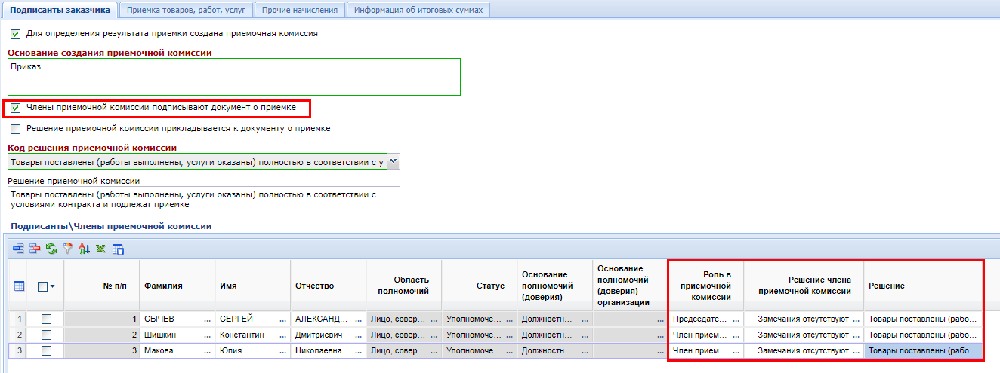 Подписанты заказчика Приемка товаров, работ, услуг Прочие начисления Информация об итоговых суммах
Для определения результата приемки создана приемочная комиссия
Основание создания приемочной комиссии
Приказ
Члены приемочной комиссии подписывают документ о приемке
Решение приемочной комиссии прикладывается к документу о приемке
Код решения приемочной комиссии
Товары поставлены (работы выполнены, услуги оказаны) полностью в соответствии с у
Решение приемочной комиссии
Товары поставлены (работы выполнены, услуги оказаны) полностью в соответствии с
условиями контракта и подлежат приемке
Подписанты\Члены приемочной комиссии
№ п/п Фамилия Имя Отчество Область полномочий Статус Основание полномочий (доверия) Основание полномочий (доверия) организации Роль в приемочной комиссии Решение члена приемочной комиссии Решение
1 1 СЫЧЕВ ... СЕРГЕЙ ... АЛЕКСАНД... ... Лицо, совер... ... Уполномоче... ... Должностн... ... ... Председате... ... Замечания отсутствуют ... Товары поставлены (рабо... ...
2 2 Шишкин ... Константин ... Дмитриевич ... Лицо, совер... ... Уполномоче... ... Должностн... ... ... Член прием... ... Замечания отсутствуют ... Товары поставлены (рабо... ...
3 3 Макова ... Юлия ... Николаевна ... Лицо, совер... ... Уполномоче... ... Должностн... ... ... Член прием... ... Замечания отсутствуют ... Товары поставлены (рабо... ...